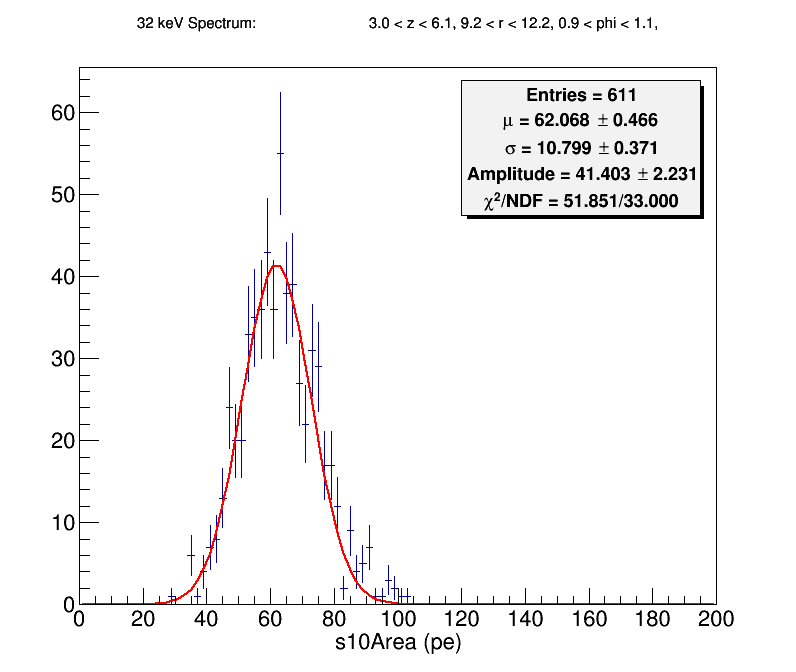 32 keV Spectrum: 3.0 < z < 6.1, 9.2 < r < 12.2, 0.9 < phi < 1.1,
Entries = 611
μ = 62.068 ± 0.466
σ = 10.799 ± 0.371
Amplitude = 41.403 ± 2.231
χ²/NDF = 51.851/33.000
60
50
40
30
20
10
0
0 20 40 60 80 100 120 140 160 180 200
s10Area (pe)